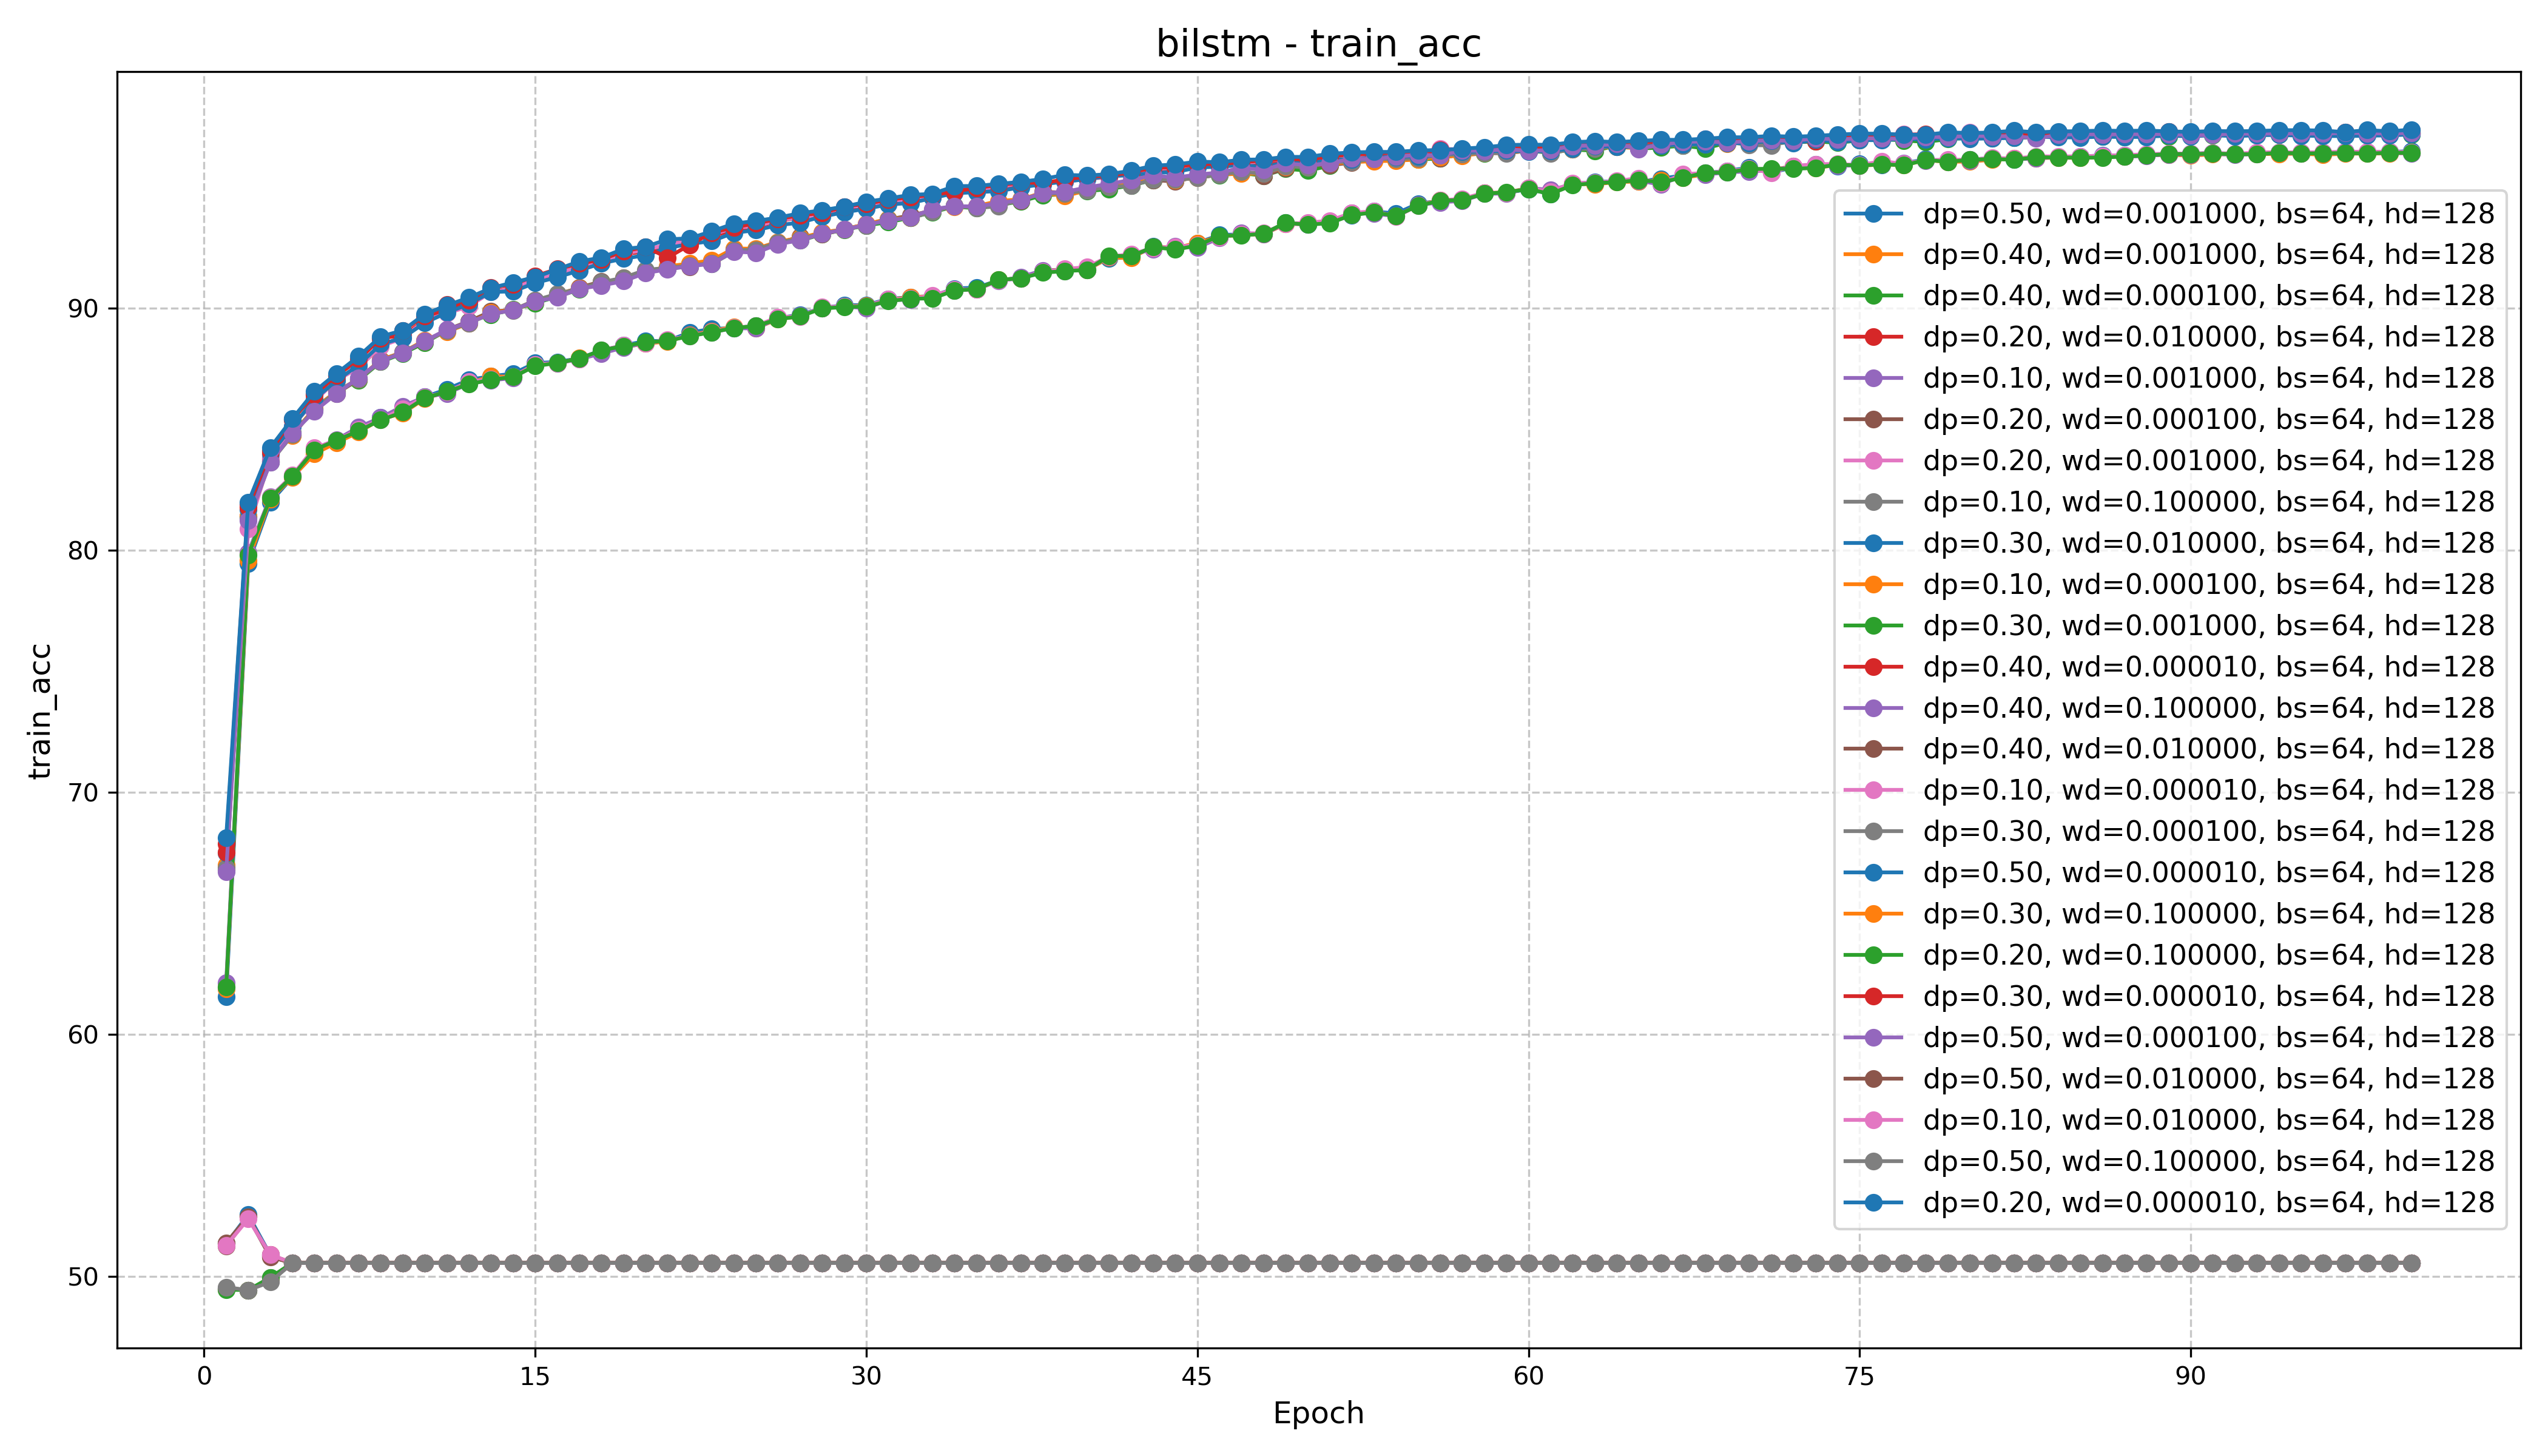 bilstm - train_acc
train_acc
90
80
70
60
50
dp=0.50, wd=0.001000, bs=64, hd=128
dp=0.40, wd=0.001000, bs=64, hd=128
dp=0.40, wd=0.000100, bs=64, hd=128
dp=0.20, wd=0.010000, bs=64, hd=128
dp=0.10, wd=0.001000, bs=64, hd=128
dp=0.20, wd=0.000100, bs=64, hd=128
dp=0.20, wd=0.001000, bs=64, hd=128
dp=0.10, wd=0.100000, bs=64, hd=128
dp=0.30, wd=0.010000, bs=64, hd=128
dp=0.10, wd=0.000100, bs=64, hd=128
dp=0.30, wd=0.001000, bs=64, hd=128
dp=0.40, wd=0.000010, bs=64, hd=128
dp=0.40, wd=0.100000, bs=64, hd=128
dp=0.40, wd=0.010000, bs=64, hd=128
dp=0.10, wd=0.000010, bs=64, hd=128
dp=0.30, wd=0.000100, bs=64, hd=128
dp=0.50, wd=0.000010, bs=64, hd=128
dp=0.30, wd=0.100000, bs=64, hd=128
dp=0.20, wd=0.100000, bs=64, hd=128
dp=0.30, wd=0.000010, bs=64, hd=128
dp=0.50, wd=0.000100, bs=64, hd=128
dp=0.50, wd=0.010000, bs=64, hd=128
dp=0.10, wd=0.010000, bs=64, hd=128
dp=0.50, wd=0.100000, bs=64, hd=128
dp=0.20, wd=0.000010, bs=64, hd=128
0 15 30 45 60 75 90
Epoch